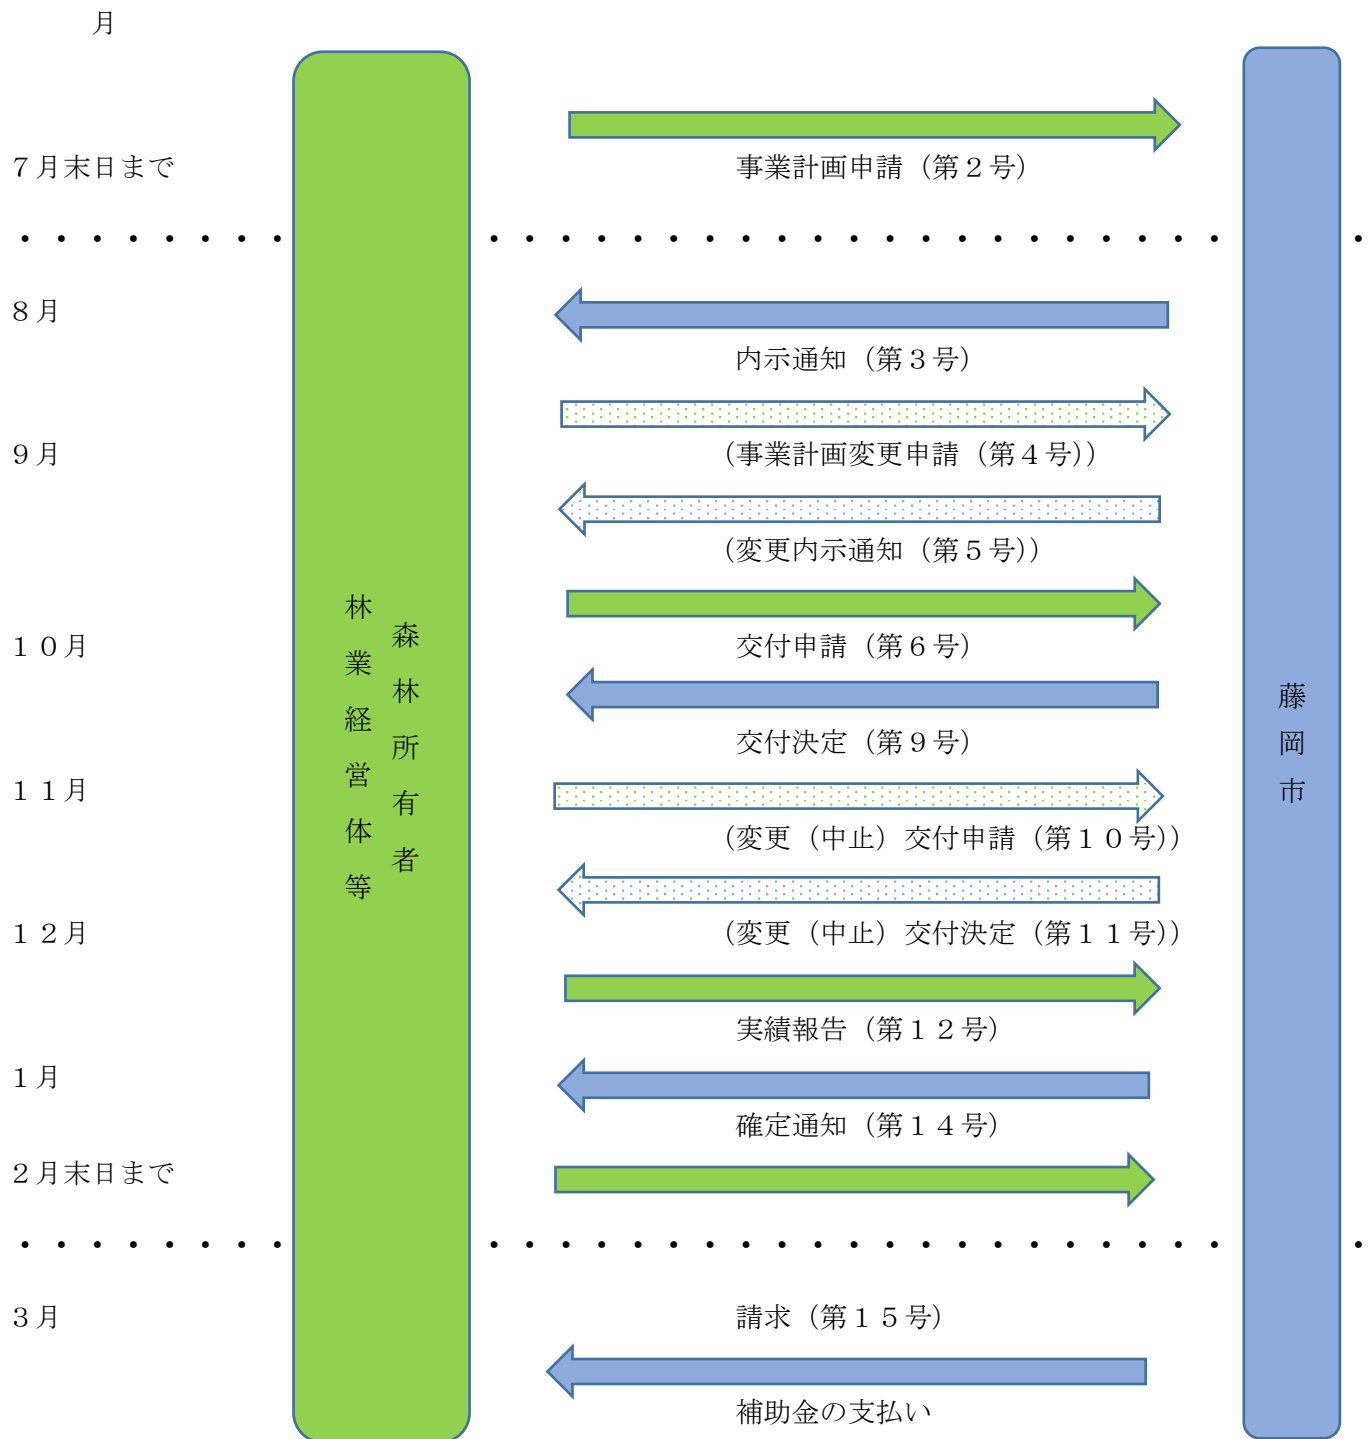 月
７月末日まで
事業計画申請（第２号）
８月
内示通知（第３号）
９月
（事業計画変更申請（第４号））
（変更内示通知（第５号））
森林所有者
林業経営体等
藤岡市
１０月
交付申請（第６号）
交付決定（第９号）
１１月
（変更（中止）交付申請（第１０号））
１２月
（変更（中止）交付決定（第１１号））
実績報告（第１２号）
１月
確定通知（第１４号）
２月末日まで
３月
請求（第１５号）
補助金の支払い